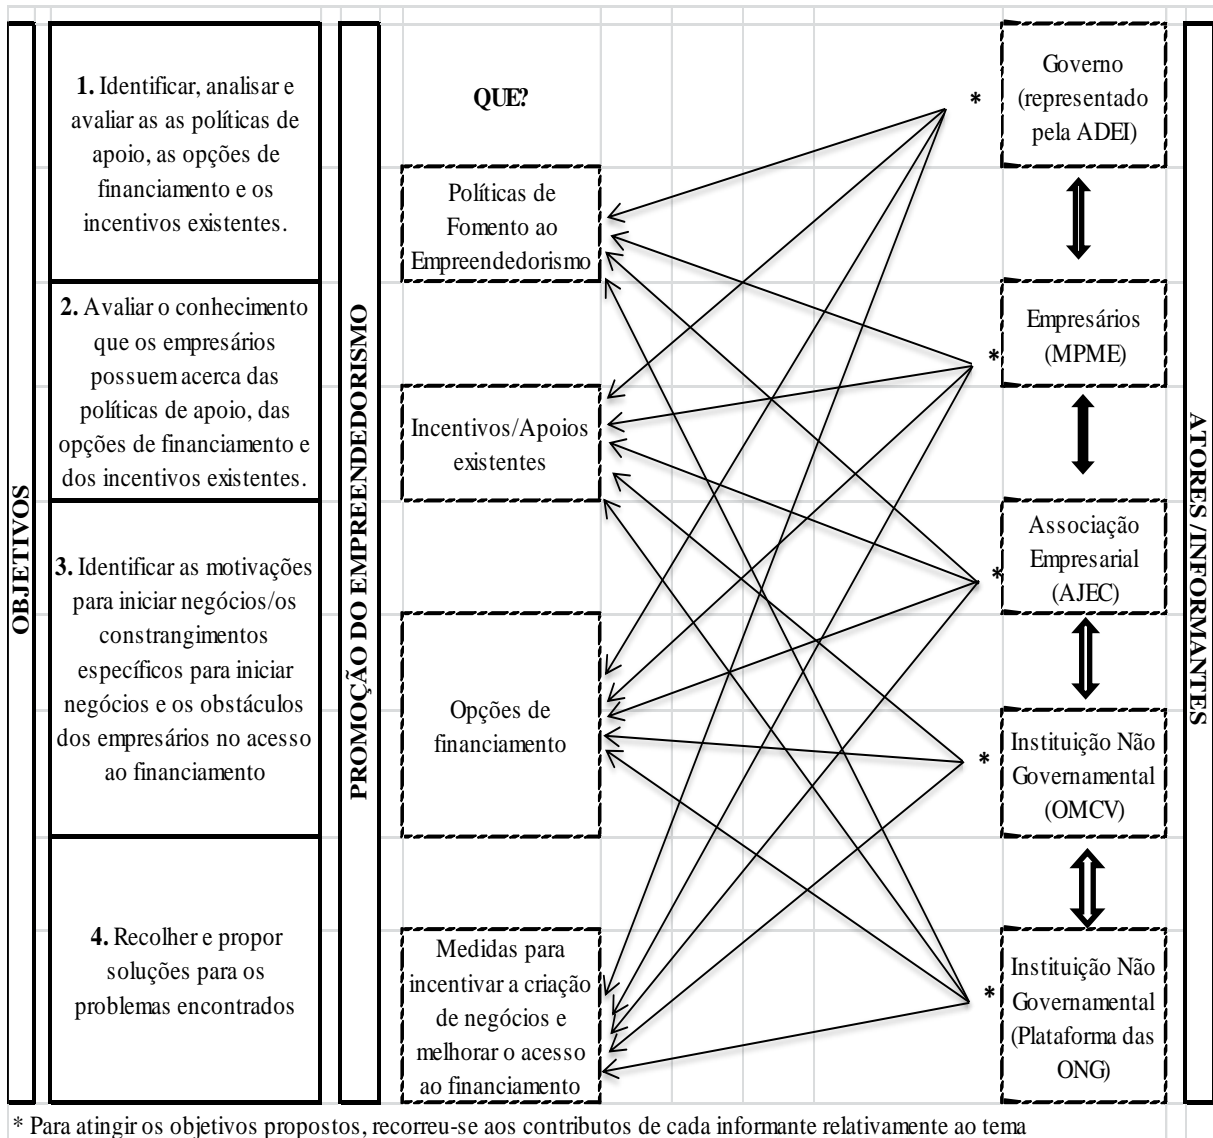 OBJETIVOS
1. Identificar, analisar e
avaliar as as políticas de
apoio, as opções de
financiamento e os
incentivos existentes.
2. Avaliar o conhecimento
que os empresários
possuem acerca das
políticas de apoio, das
opções de financiamento e
dos incentivos existentes.
3. Identificar as motivações
para iniciar negócios/os
constrangimentos
específicos para iniciar
negócios e os obstáculos
dos empresários no acesso
ao financiamento
4. Recolher e propor
soluções para os
problemas encontrados
PROMOÇÃO DO EMPREENDEDORISMO
QUE?
Políticas de
Fomento ao
Empreendedorismo
Incentivos/Apoios
existentes
Opções de
financiamento
Medidas para
incentivar a criação
de negócios e
melhorar o acesso
ao financiamento
*
Governo
(representado
pela ADEI)
*
Empresários
(MPME)
*
Associação
Empresarial
(AJEC)
*
Instituição Não
Governamental
(OMCV)
*
Instituição Não
Governamental
(Plataforma das
ONG)
ATORES /INFORMANTES
* Para atingir os objetivos propostos, recorreu-se aos contributos de cada informante relativamente ao tema